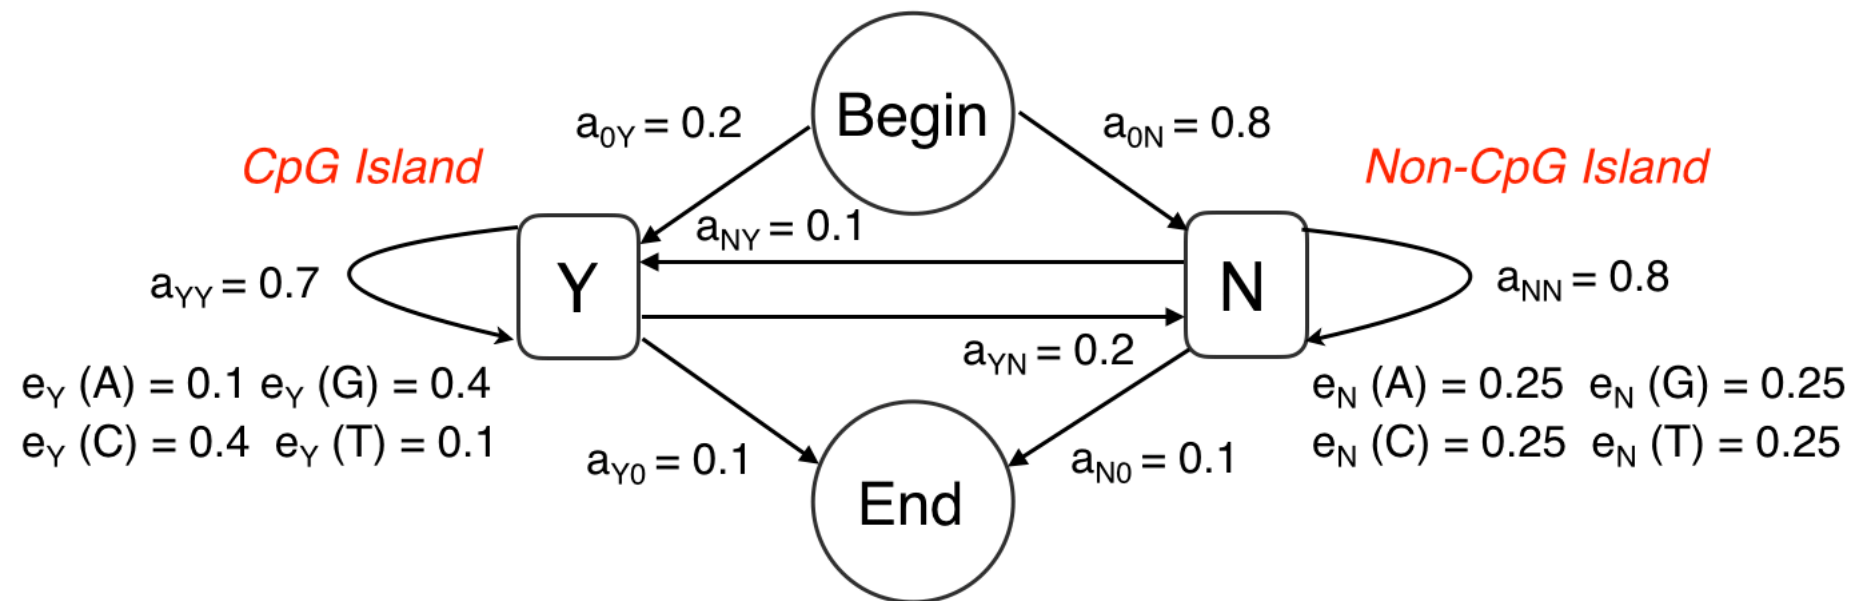 Begin
a0Y = 0.2
a0N = 0.8
CpG Island
Non-CpG Island
aNY = 0.1
Y
N
aYY = 0.7
aNN = 0.8
aYN = 0.2
eY (A) = 0.1 eY (G) = 0.4
eN (A) = 0.25 eN (G) = 0.25
eY (C) = 0.4 eY (T) = 0.1
eN (C) = 0.25 eN (T) = 0.25
aY0 = 0.1
aN0 = 0.1
End